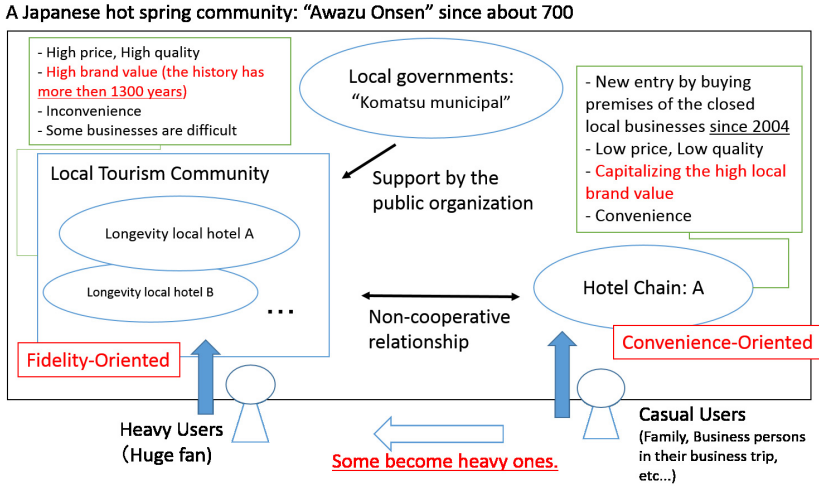 A Japanese hot spring community: “Awazu Onsen” since about 700
- High price, High quality
- High brand value (the history has
more then 1300 years)
- Inconvenience
- Some businesses are difficult
Local governments:
“Komatsu municipal”
- New entry by buying
premises of the closed
local businesses since 2004
- Low price, Low quality
- Capitalizing the high local
brand value
- Convenience
Local Tourism Community
Support by the
public organization
Longevity local hotel A
Longevity local hotel B
...
Hotel Chain: A
Non-cooperative
relationship
Fidelity-Oriented
Convenience-Oriented
Heavy Users
(Huge fan)
Some become heavy ones.
Casual Users
(Family, Business persons
in their business trip,
etc...)